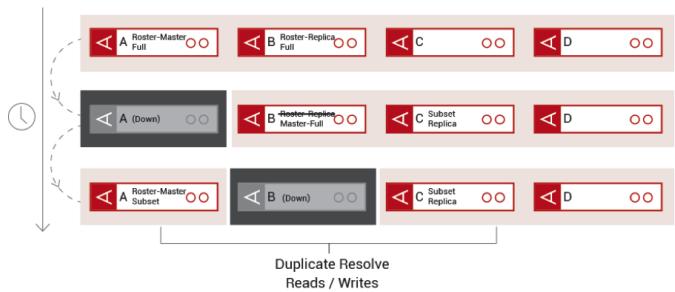 A Roster-Master
Full
B Roster-Replica
Full
C
D
A (Down)
B Roster-Replica
Master-Full
C Subset
Replica
D
A Roster-Master
Subset
B (Down)
C Subset
Replica
D
Duplicate Resolve
Reads / Writes